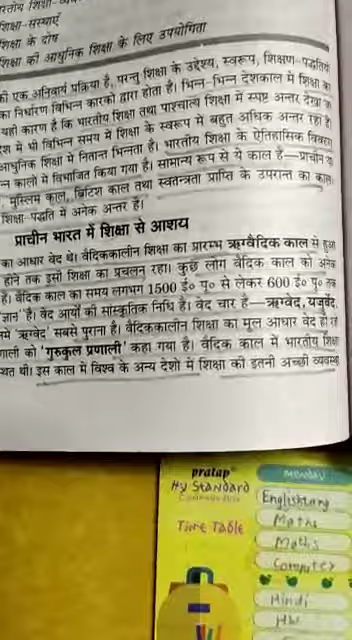 शिक्षा-संस्थाएँ
शिक्षा के दोष
शिक्षा की आधुनिक शिक्षा के लिए उपयोगिता
की एक अनिवार्य प्रक्रिया है, परन्तु शिक्षा के उद्देश्य, स्वरूप, शिक्षण-पद्धतियों
का निर्धारण विभिन्न कारकों द्वारा होता है। भिन्न-भिन्न देशकाल में शिक्षा का
यही कारण है कि भारतीय शिक्षा तथा पाश्चात्य शिक्षा में स्पष्ट अन्तर देखा
में भी विभिन्न समय में शिक्षा के स्वरूप में बहुत अधिक अन्तर रहा है।
आधुनिक शिक्षा में नितान्त भिन्नता है। भारतीय शिक्षा के ऐतिहासिक विवरण
कालों में विभाजित किया गया है। सामान्य रूप से ये काल है—प्राचीन
मुस्लिम काल, ब्रिटिश काल तथा स्वतन्त्रता प्राप्ति के उपरान्त का काल।
शिक्षा-पद्धति में अनेक अन्तर हैं।
प्राचीन भारत में शिक्षा से आशय
का आधार वेद थे। वैदिककालीन शिक्षा का प्रारम्भ ऋग्वैदिक काल से हुआ
होने तक इसी शिक्षा का प्रचलन रहा। कुछ लोग वैदिक काल को अनेक
हैं। वैदिक काल का समय लगभग 1500 ई० पू० से लेकर 600 ई० पू० तक
'ज्ञान' है। वेद आर्यों की सांस्कृतिक निधि है। वेद चार है—ऋग्वेद, यजुर्वेद,
'ऋग्वेद' सबसे पुराना है। वैदिककालीन शिक्षा का मूल आधार वेद ही रहे
को 'गुरुकुल प्रणाली' कहा गया है। वैदिक काल में भारतीय शिक्षा
थी। इस काल में विश्व के अन्य देशों में शिक्षा की इतनी अच्छी व्यवस्था
pratap
My Standard
Time Table
Monday
English Lang
Maths
Maths
Computer
Hindi
HW